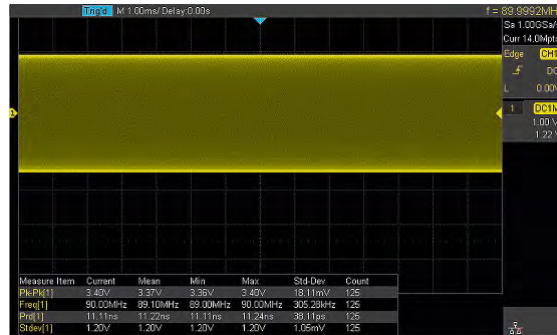 Trig'd M 1.00ms/ Delay:0.00s f = 89.9992MH
Sa 1.00GSa/
Curr 14.0Mpts
Edge CH1
DC
L 0.00V
1 DC1M
1.00 V
1.22 V
1
Measure Item Current Mean Min Max Std-Dev Count
Pk-Pk[1] 3.40V 3.37V 3.36V 3.40V 18.11mV 125
Freq[1] 90.00MHz 89.10MHz 89.00MHz 90.00MHz 305.28kHz 125
Prd[1] 11.11ns 11.22ns 11.11ns 11.24ns 38.11ps 125
Stdev[1] 1.20V 1.20V 1.20V 1.20V 1.05mV 125